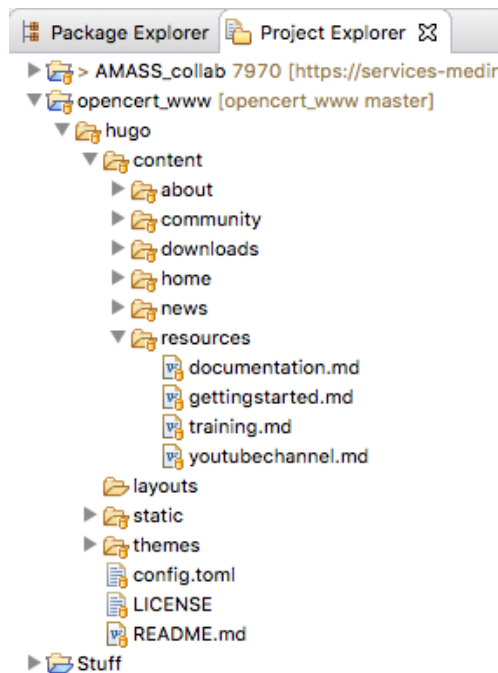 Package Explorer Project Explorer
> AMASS_collab 7970 [https://services-medin
opencert_www [opencert_www master]
hugo
content
about
community
downloads
home
news
resources
documentation.md
gettingstarted.md
training.md
youtubechannel.md
layouts
static
themes
config.toml
LICENSE
README.md
Stuff